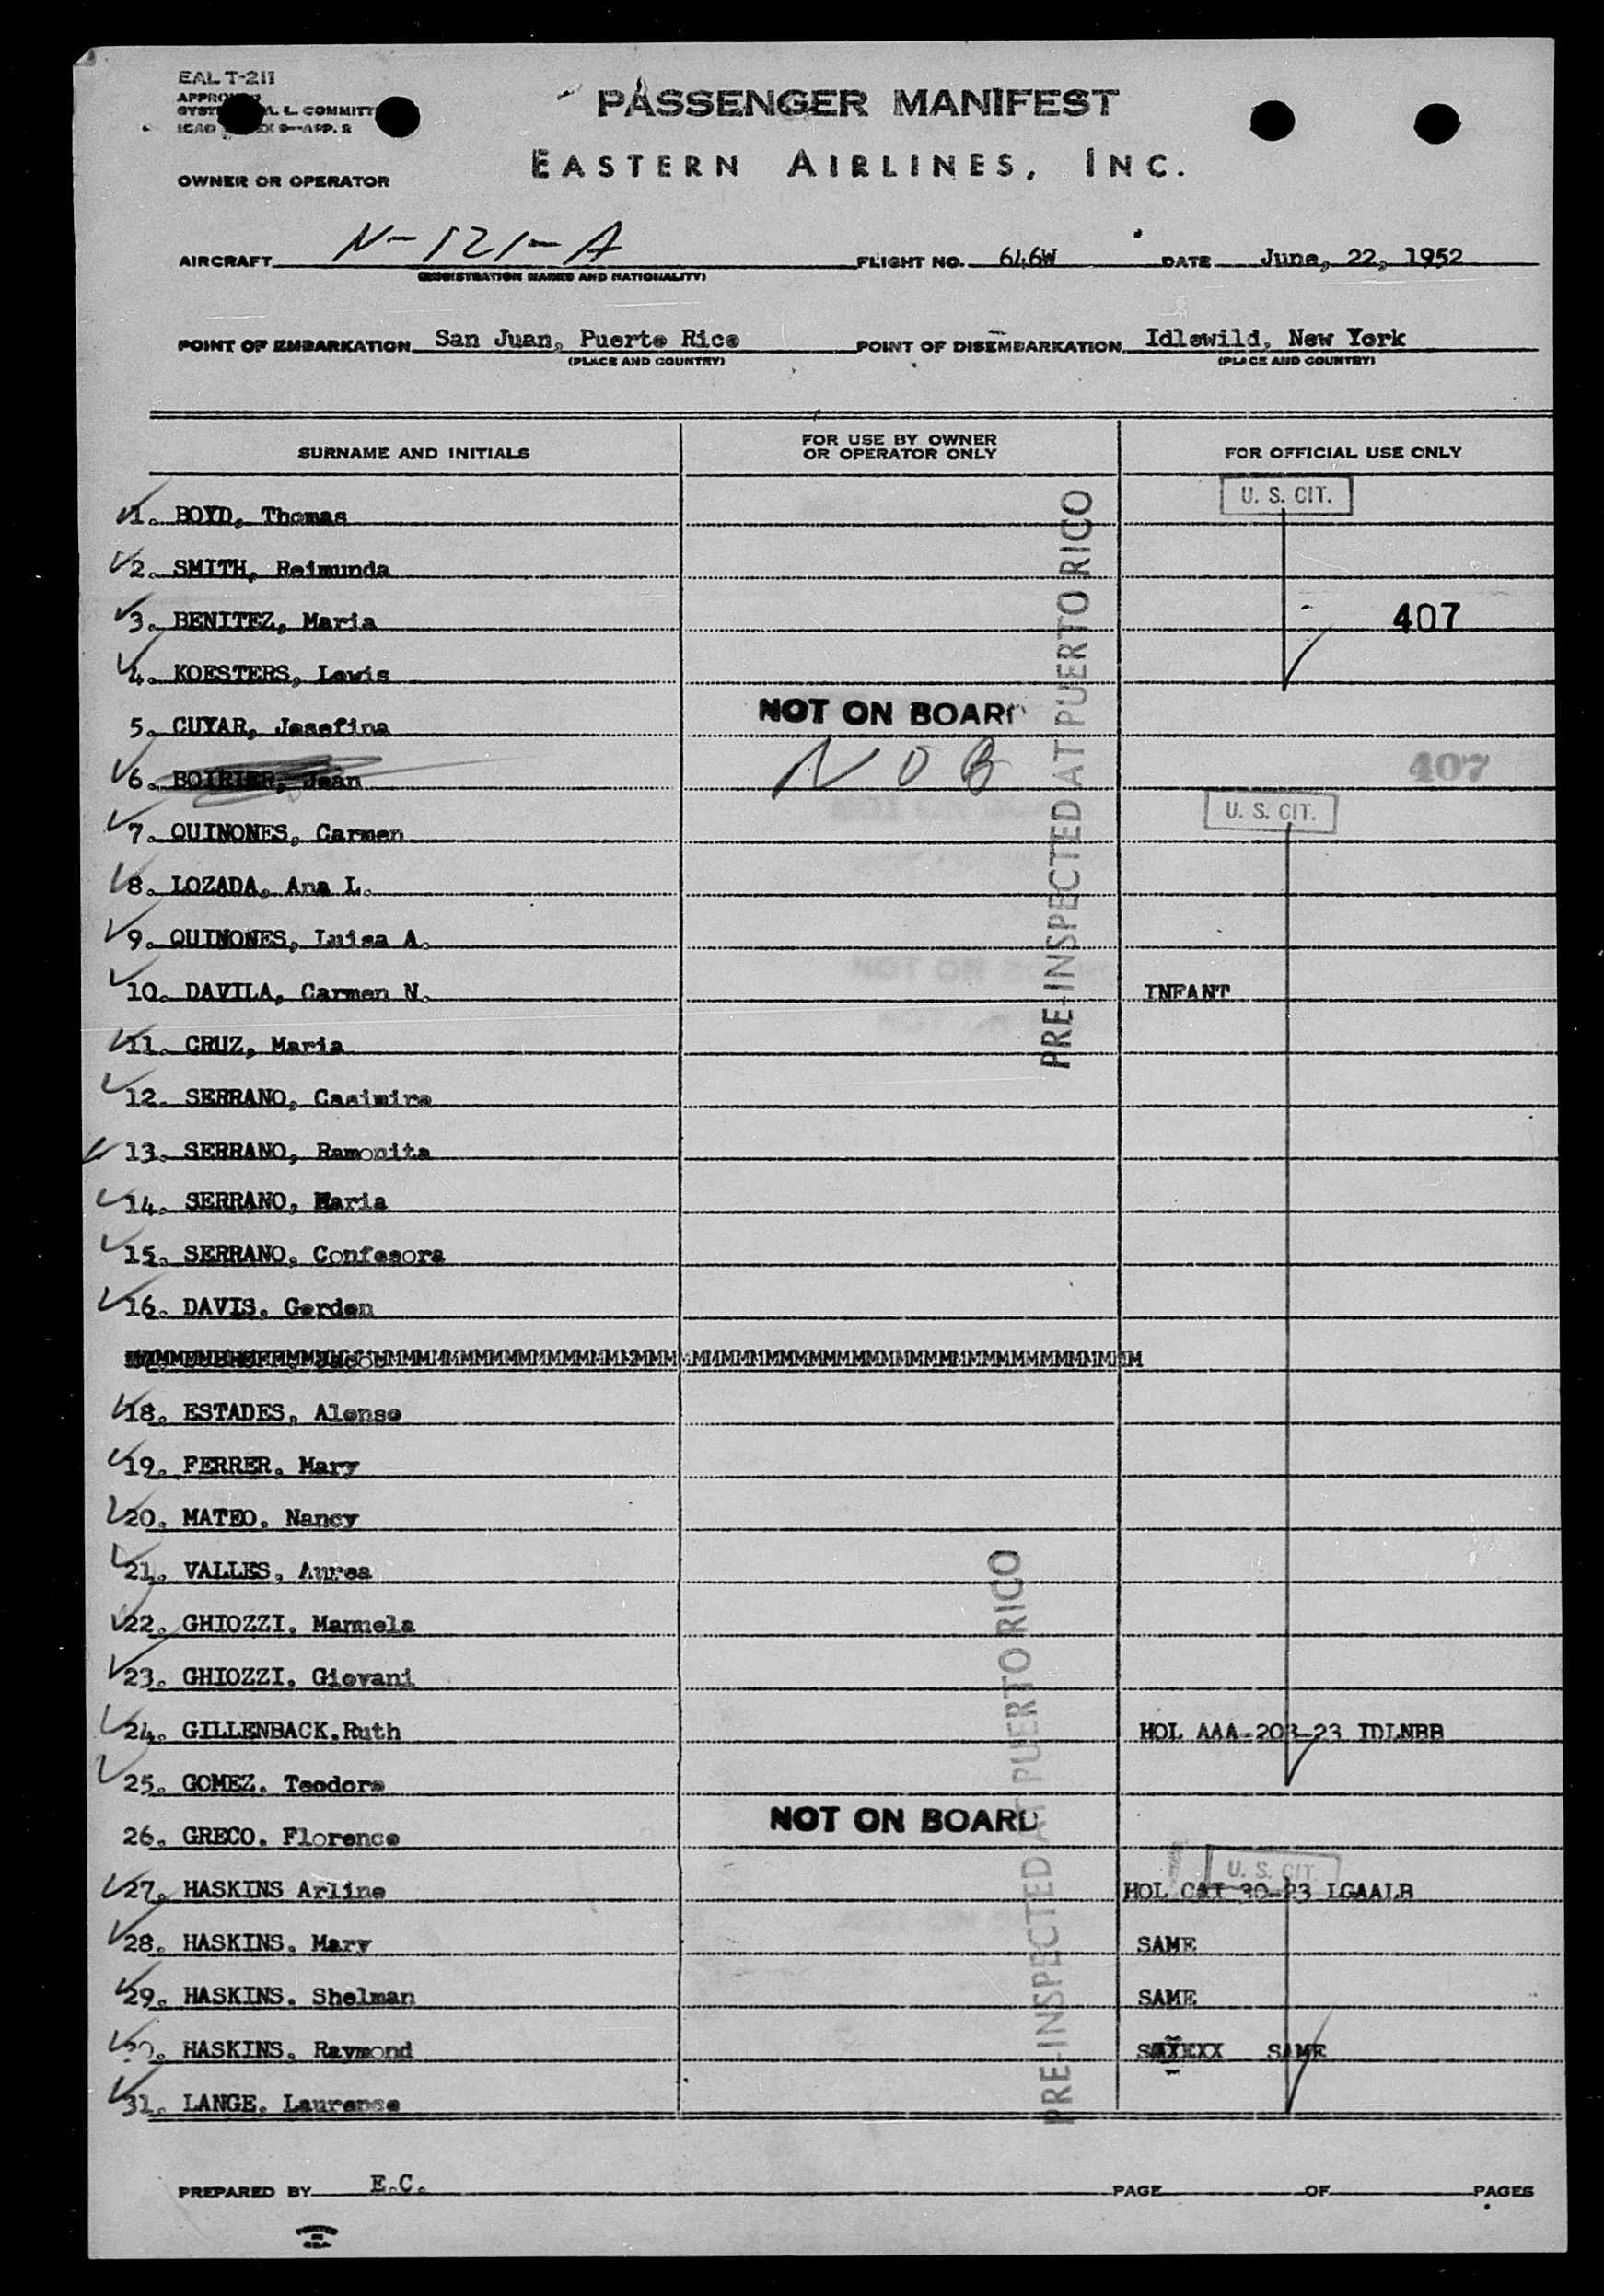 EAL T-211
PASSENGER MANIFEST
EASTERN AIRLINES, INC.
OWNER OR OPERATOR
AIRCRAFT N-121-A FLIGHT NO. 646W DATE June, 22, 1952
(REGISTRATION MARKS AND NATIONALITY)
POINT OF EMBARKATION San Juan, Puerto Rico POINT OF DISEMBARKATION Idlewild, New York
(PLACE AND COUNTRY) (PLACE AND COUNTRY)
SURNAME AND INITIALS FOR USE BY OWNER OR OPERATOR ONLY FOR OFFICIAL USE ONLY
U. S. CIT.
1. BOYD, Thomas
2. SMITH, Reimunda
3. BENITEZ, Maria 407
4. KOESTERS, Lewis
5. CUYAR, Josefina NOT ON BOARD
6. BOIRIER, Jean NOB 407
U. S. CIT.
7. QUINONES, Carmen
8. LOZADA, Ana L.
9. QUINONES, Luisa A.
10. DAVILA, Carmen N. INFANT
PRE-INSPECTED AT PUERTO RICO
11. CRUZ, Maria
12. SERRANO, Casimiro
13. SERRANO, Ramonita
14. SERRANO, Maria
15. SERRANO, Confesora
16. DAVIS, Gordon
18. ESTADES, Alonso
19. FERRER, Mary
20. MATEO, Nancy
21. VALLES, Aurea
22. GHIOZZI, Marmela
23. GHIOZZI, Giovani
24. GILLENBACK.Ruth HOL AAA-203-23 IDLNBB
25. GOMEZ. Teodoro
26. GRECO. Florence NOT ON BOARD
U. S. CIT
27. HASKINS Arline HOL CAT 30-23 LGAALB
28. HASKINS. Mary SAME
29. HASKINS. Shelman SAME
30. HASKINS. Raymond SAME
31. LANGE. Laurence
PRE-INSPECTED AT PUERTO RICO
PREPARED BY E.C. PAGE OF PAGES